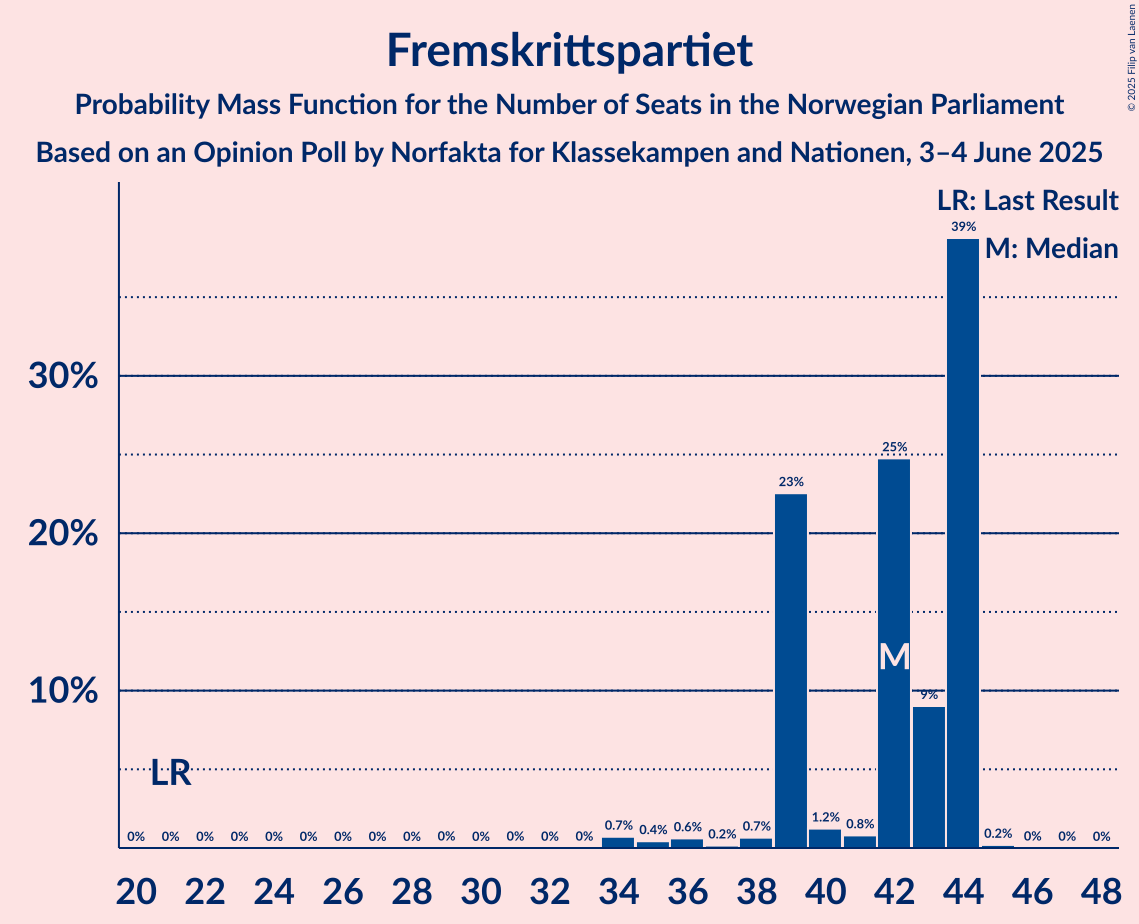 Fremskrittspartiet
Probability Mass Function for the Number of Seats in the Norwegian Parliament
Based on an Opinion Poll by Norfakta for Klassekampen and Nationen, 3–4 June 2025
© 2025 Filip van Laenen
LR: Last Result
M: Median
39%
30%
25%
23%
20%
M
10%
9%
LR
0% 0% 0% 0% 0% 0% 0% 0% 0% 0% 0% 0% 0% 0% 0.7% 0.4% 0.6% 0.2% 0.7% 1.2% 0.8% 0.2% 0% 0% 0%
20 22 24 26 28 30 32 34 36 38 40 42 44 46 48